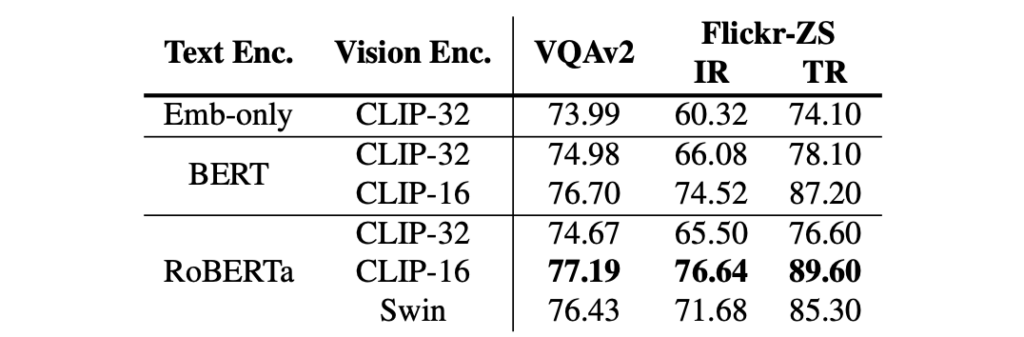 Text Enc. Vision Enc. VQAv2 Flickr-ZS
IR TR
Emb-only CLIP-32 73.99 60.32 74.10
BERT CLIP-32 74.98 66.08 78.10
CLIP-16 76.70 74.52 87.20
RoBERTa CLIP-32 74.67 65.50 76.60
CLIP-16 77.19 76.64 89.60
Swin 76.43 71.68 85.30